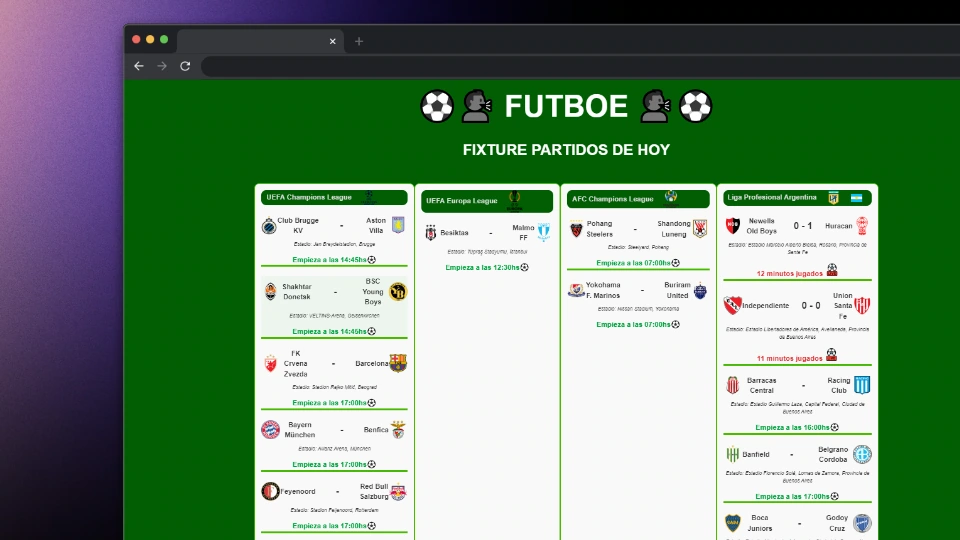 FUTBOE
FIXTURE PARTIDOS DE HOY
UEFA Champions League
Club Brugge KV
-
Aston Villa
Estadio: Jan Breydelstadion, Brugge
Empieza a las 14:45hs
Shakhtar Donetsk
-
BSC Young Boys
Estadio: VELTINS-Arena, Gelsenkirchen
Empieza a las 14:45hs
FK Crvena Zvezda
-
Barcelona
Estadio: Stadion Rajko Mitić, Beograd
Empieza a las 17:00hs
Bayern München
-
Benfica
Estadio: Allianz Arena, München
Empieza a las 17:00hs
Feyenoord
-
Red Bull Salzburg
Estadio: Stadion Feijenoord, Rotterdam
Empieza a las 17:00hs
UEFA Europa League
Besiktas
-
Malmo FF
Estadio: Tüpraş Stadyumu, İstanbul
Empieza a las 12:30hs
AFC Champions League
Pohang Steelers
-
Shandong Luneng
Estadio: Steelyard, Pohang
Empieza a las 07:00hs
Yokohama F. Marinos
-
Buriram United
Estadio: Nissan Stadium, Yokohama
Empieza a las 07:00hs
Liga Profesional Argentina
Newells Old Boys
0 - 1
Huracan
Estadio: Estadio Marcelo Alberto Bielsa, Rosario, Provincia de
Santa Fe
12 minutos jugados
Independiente
0 - 0
Union Santa Fe
Estadio: Estadio Libertadores de América, Avellaneda, Provincia
de Buenos Aires
11 minutos jugados
Barracas Central
-
Racing Club
Estadio: Estadio Guillermo Laza, Capital Federal, Ciudad de
Buenos Aires
Empieza a las 16:00hs
Banfield
-
Belgrano Cordoba
Estadio: Estadio Florencio Solá, Lomas de Zamora, Provincia de
Buenos Aires
Empieza a las 17:00hs
Boca Juniors
-
Godoy Cruz